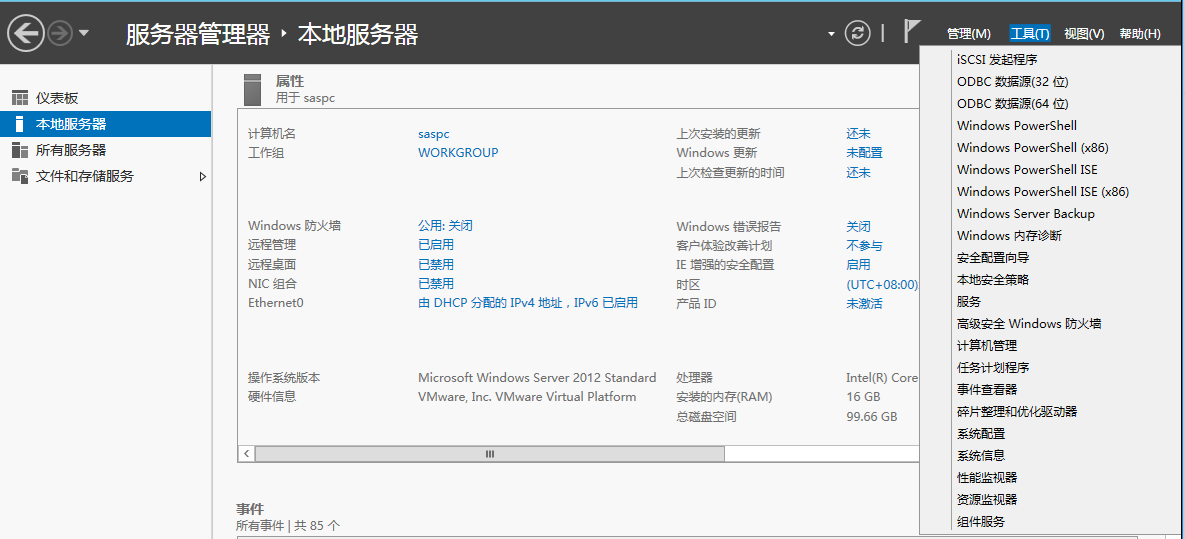 服务器管理器 ‣ 本地服务器
管理(M) 工具(T) 视图(V) 帮助(H)
仪表板
本地服务器
所有服务器
文件和存储服务
属性
用于 saspc
计算机名 saspc
工作组 WORKGROUP
上次安装的更新 还未
Windows 更新 未配置
上次检查更新的时间 还未
Windows 防火墙 公用: 关闭
远程管理 已启用
远程桌面 已禁用
NIC 组合 已禁用
Ethernet0 由 DHCP 分配的 IPv4 地址，IPv6 已启用
Windows 错误报告 关闭
客户体验改善计划 不参与
IE 增强的安全配置 启用
时区 (UTC+08:00)
产品 ID 未激活
操作系统版本 Microsoft Windows Server 2012 Standard
硬件信息 VMware, Inc. VMware Virtual Platform
处理器 Intel(R) Core
安装的内存(RAM) 16 GB
总磁盘空间 99.66 GB
事件
所有事件 | 共 85 个
iSCSI 发起程序
ODBC 数据源(32 位)
ODBC 数据源(64 位)
Windows PowerShell
Windows PowerShell (x86)
Windows PowerShell ISE
Windows PowerShell ISE (x86)
Windows Server Backup
Windows 内存诊断
安全配置向导
本地安全策略
服务
高级安全 Windows 防火墙
计算机管理
任务计划程序
事件查看器
碎片整理和优化驱动器
系统配置
系统信息
性能监视器
资源监视器
组件服务